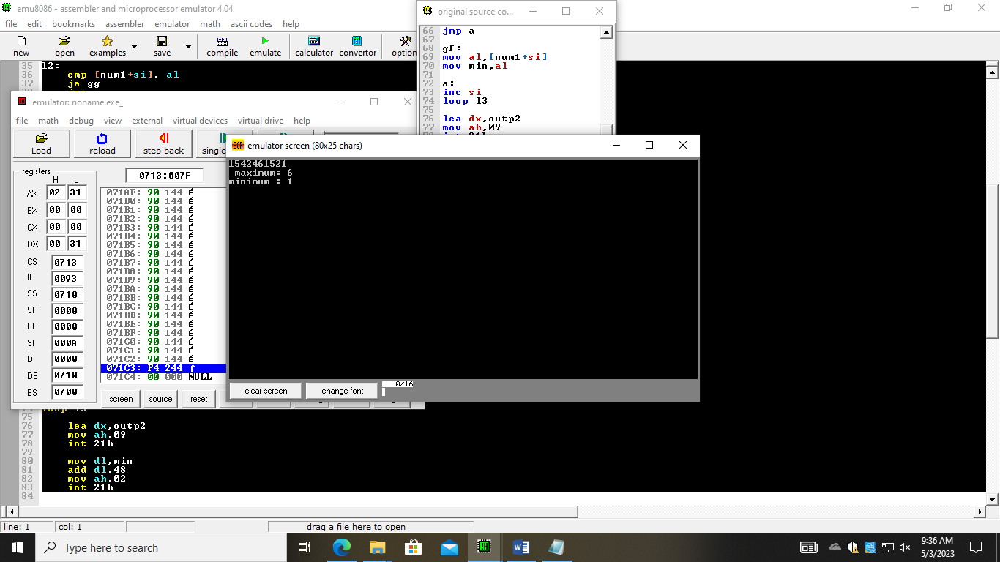 emu8086 - assembler and microprocessor emulator 4.04
file edit bookmarks assembler emulator math ascii codes help
new open examples save compile emulate calculator convertor option
35 l2:
36 cmp [num1+si], al
37 ja gg
original source co...
66 jmp a
67
68 gf:
69 mov al,[num1+si]
70 mov min,al
71
72 a:
73 inc si
74 loop l3
75
76 lea dx,outp2
77 mov ah,09
emulator: noname.exe_
file math debug view external virtual devices virtual drive help
Load reload step back single
registers
H L
AX 02 31
BX 00 00
CX 00 00
DX 00 31
CS 0713
IP 0093
SS 0710
SP 0000
BP 0000
SI 000A
DI 0000
DS 0710
ES 0700
0713:007F
071AF: 90 144 É
071B0: 90 144 É
071B1: 90 144 É
071B2: 90 144 É
071B3: 90 144 É
071B4: 90 144 É
071B5: 90 144 É
071B6: 90 144 É
071B7: 90 144 É
071B8: 90 144 É
071B9: 90 144 É
071BA: 90 144 É
071BB: 90 144 É
071BC: 90 144 É
071BD: 90 144 É
071BE: 90 144 É
071BF: 90 144 É
071C0: 90 144 É
071C1: 90 144 É
071C2: 90 144 É
071C3: F4 244 ⌠
071C4: 00 000 NULL
screen source reset
emulator screen (80x25 chars)
1542461521
maximum: 6
minimum : 1
clear screen change font 0/16
75
76 lea dx,outp2
77 mov ah,09
78 int 21h
79
80 mov dl,min
81 add dl,48
82 mov ah,02
83 int 21h
84
line: 1 col: 1 drag a file here to open
Type here to search
9:36 AM
5/3/2023